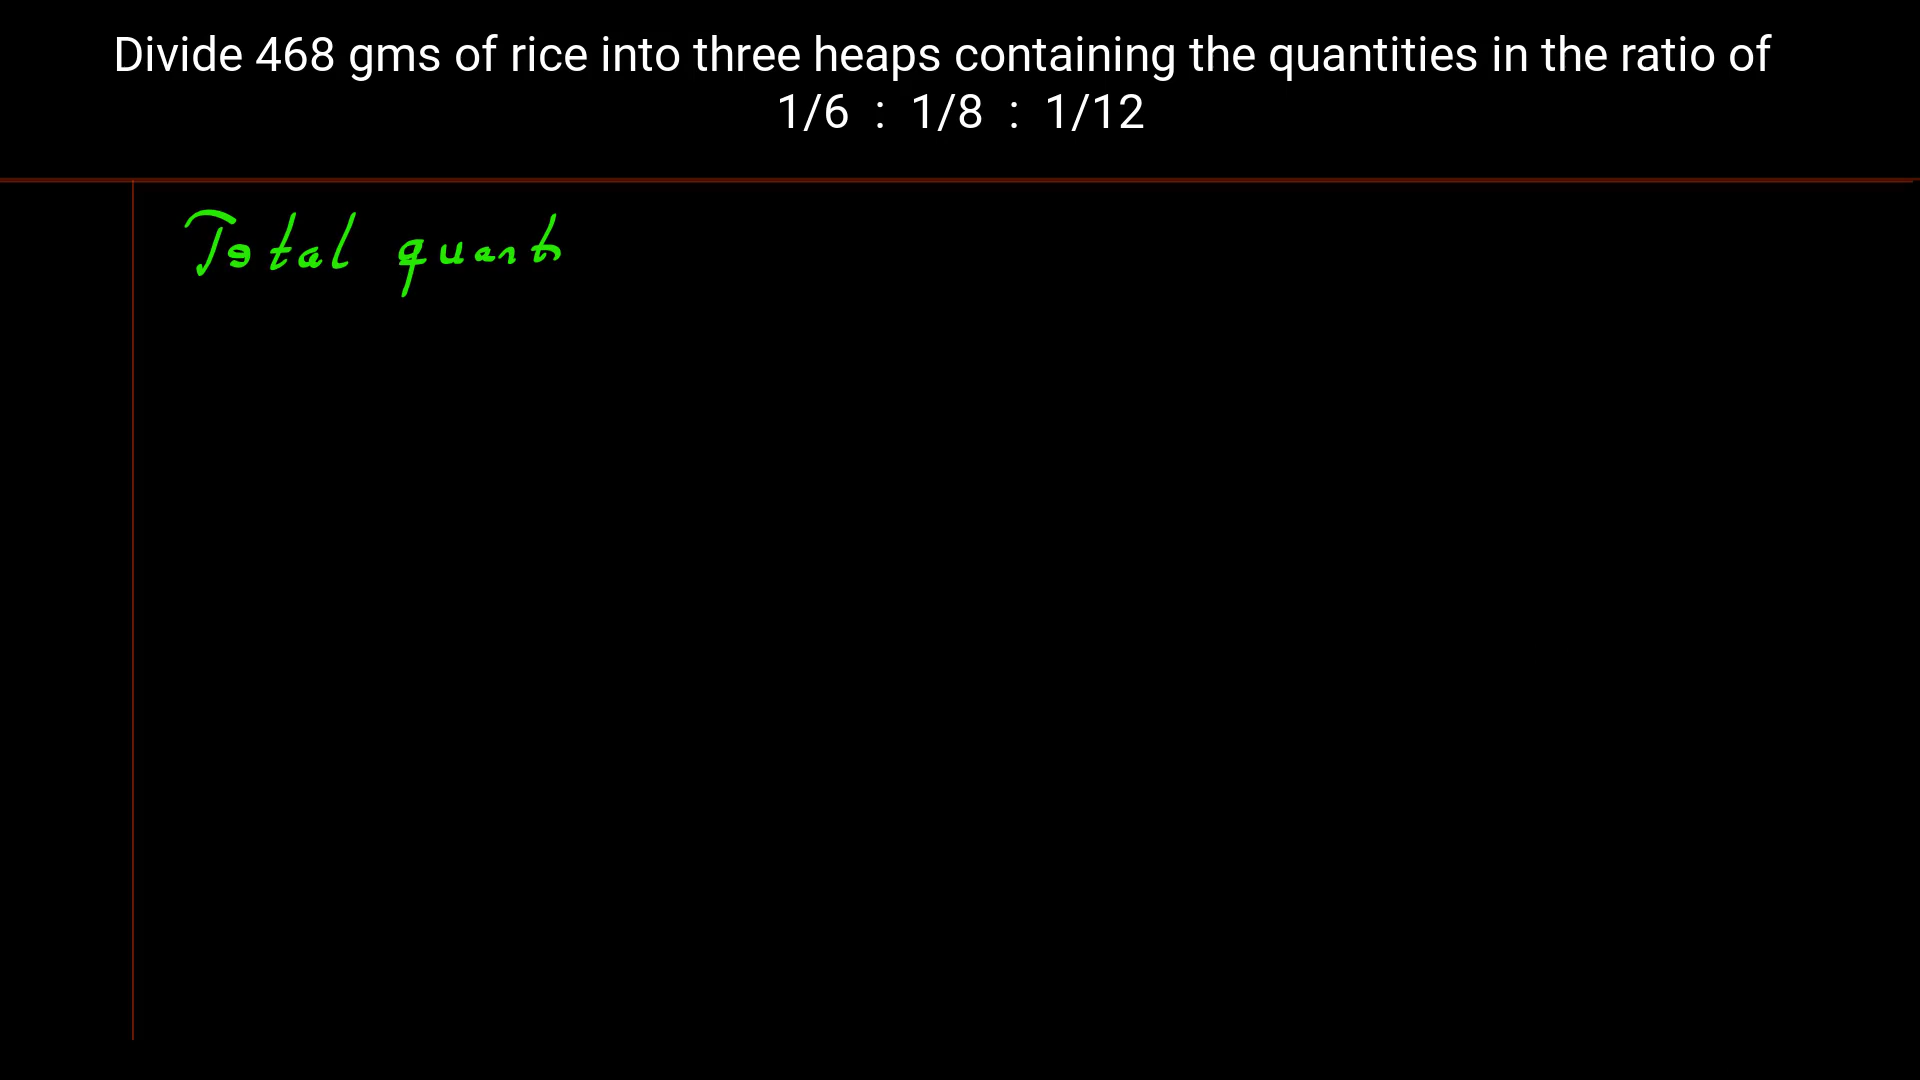 Divide 468 gms of rice into three heaps containing the quantities in the ratio of
1/6 : 1/8 : 1/12
Total quant